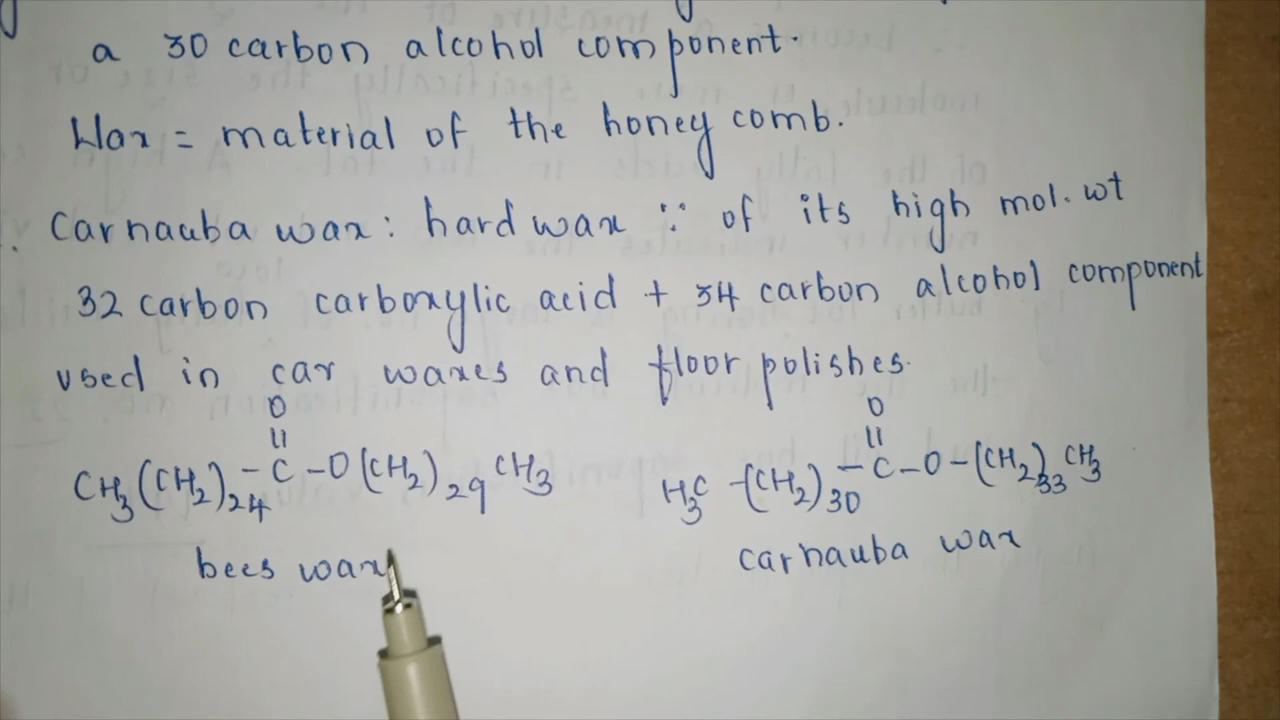 a 30 carbon alcohol component.
Wax = material of the honey comb.
Carnauba wax: hard wax ∵ of its high mol. wt
32 carbon carboxylic acid + 34 carbon alcohol component
used in car waxes and floor polishes.
O O
|| ||
CH3(CH2)24-C-O(CH2)29CH3 H3C-(CH2)30-C-O-(CH2)33CH3
bees wax carnauba wax